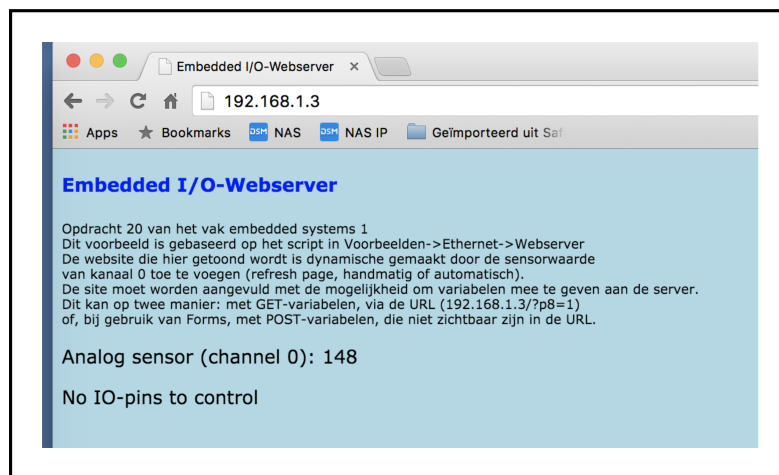 Embedded I/O-Webserver ×
192.168.1.3
Apps Bookmarks DSM NAS DSM NAS IP Geïmporteerd uit Saf
Embedded I/O-Webserver
Opdracht 20 van het vak embedded systems 1
Dit voorbeeld is gebaseerd op het script in Voorbeelden->Ethernet->Webserver
De website die hier getoond wordt is dynamische gemaakt door de sensorwaarde
van kanaal 0 toe te voegen (refresh page, handmatig of automatisch).
De site moet worden aangevuld met de mogelijkheid om variabelen mee te geven aan de server.
Dit kan op twee manier: met GET-variabelen, via de URL (192.168.1.3/?p8=1)
of, bij gebruik van Forms, met POST-variabelen, die niet zichtbaar zijn in de URL.
Analog sensor (channel 0): 148
No IO-pins to control